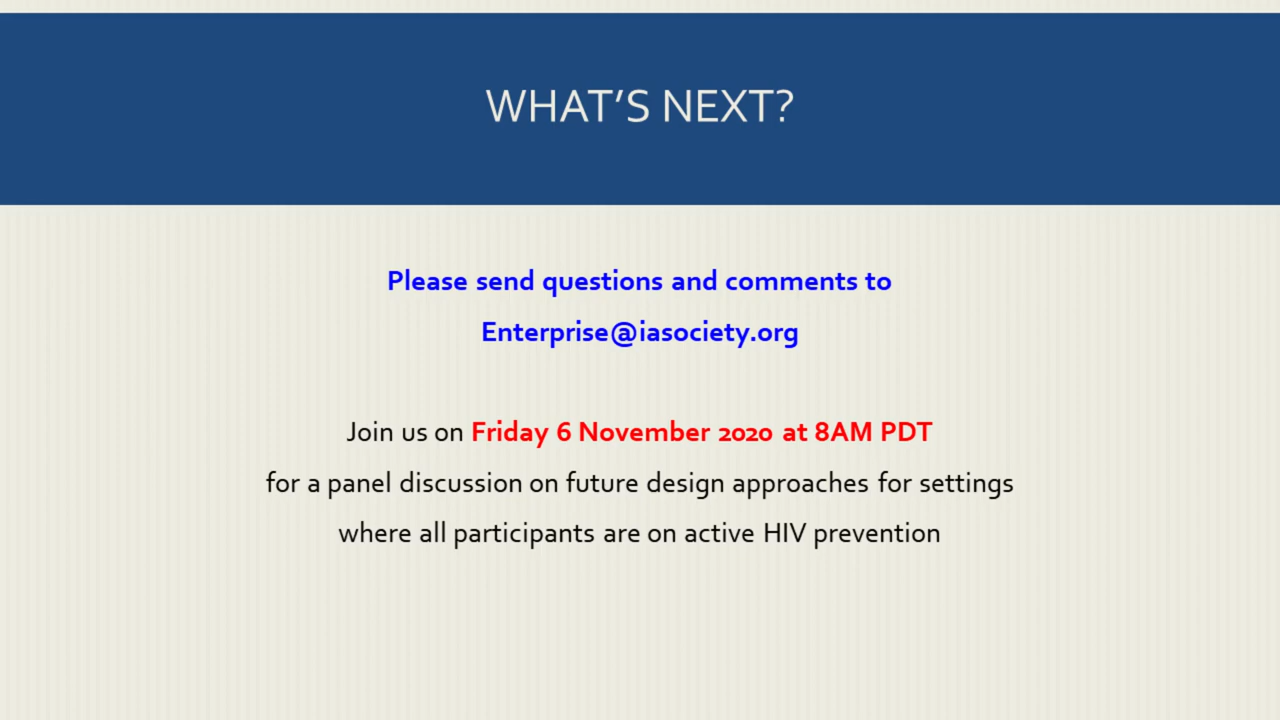 WHAT'S NEXT?
Please send questions and comments to
Enterprise@iasociety.org
Join us on Friday 6 November 2020 at 8AM PDT
for a panel discussion on future design approaches for settings
where all participants are on active HIV prevention